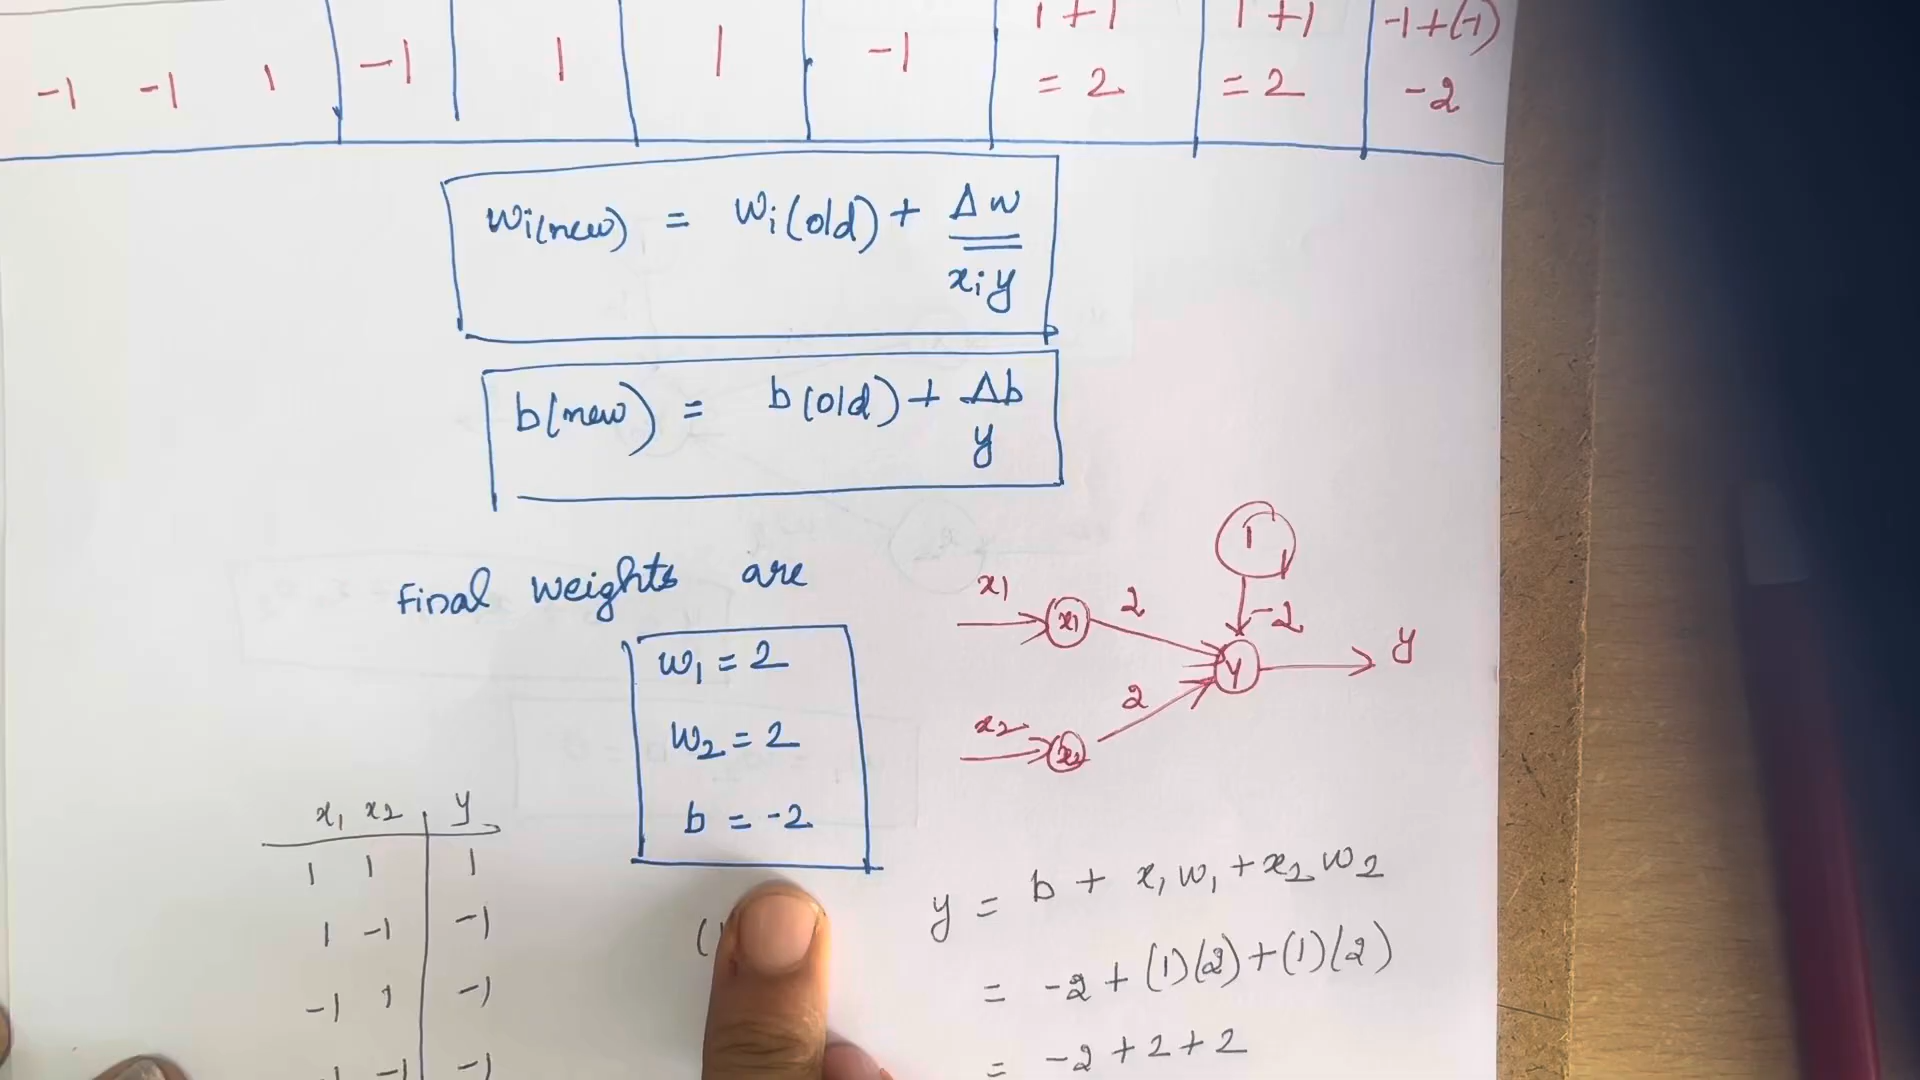 1+1 1+1 -1+(-1)
-1 -1 1 -1 1 1 -1 = 2 = 2 -2
wi(new) = wi(old) + Δw
xiy
b(new) = b(old) + Δb
y
Final weights are
w1 = 2
w2 = 2
b = -2
1
x1 x1 2 -2
y y
x2 x2 2
x1 x2 y
1 1 1
1 -1 -1
-1 1 -1
-1 -1 -1
y = b + x1w1 + x2w2
= -2 + (1)(2) + (1)(2)
= -2 + 2 + 2